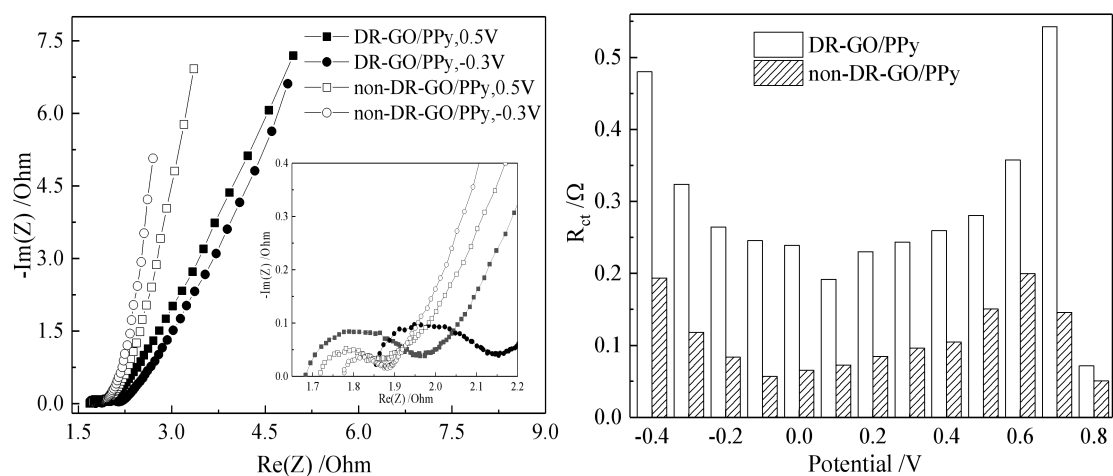 7.5
6.0
4.5
3.0
1.5
0.0
-Im(Z) /Ohm
DR-GO/PPy,0.5V
DR-GO/PPy,-0.3V
non-DR-GO/PPy,0.5V
non-DR-GO/PPy,-0.3V
0.4
0.3
0.2
0.1
0.0
-Im(Z) /Ohm
1.7 1.8 1.9 2.0 2.1 2.2
Re(Z) /Ohm
1.5 3.0 4.5 6.0 7.5 9.0
Re(Z) /Ohm
0.5
0.4
0.3
0.2
0.1
0.0
Rct /Ω
DR-GO/PPy
non-DR-GO/PPy
-0.4 -0.2 0.0 0.2 0.4 0.6 0.8
Potential /V